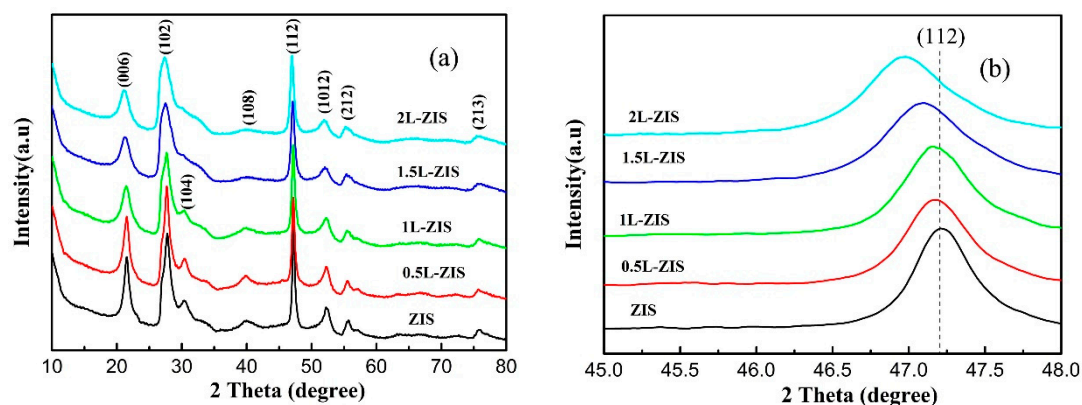 (a)
(006)
(102)
(104)
(108)
(112)
(1012)
(212)
(213)
2L-ZIS
1.5L-ZIS
1L-ZIS
0.5L-ZIS
ZIS
Intensity(a.u)
10 20 30 40 50 60 70 80
2 Theta (degree)
(b)
(112)
2L-ZIS
1.5L-ZIS
1L-ZIS
0.5L-ZIS
ZIS
Intensity(a.u)
45.0 45.5 46.0 46.5 47.0 47.5 48.0
2 Theta (degree)